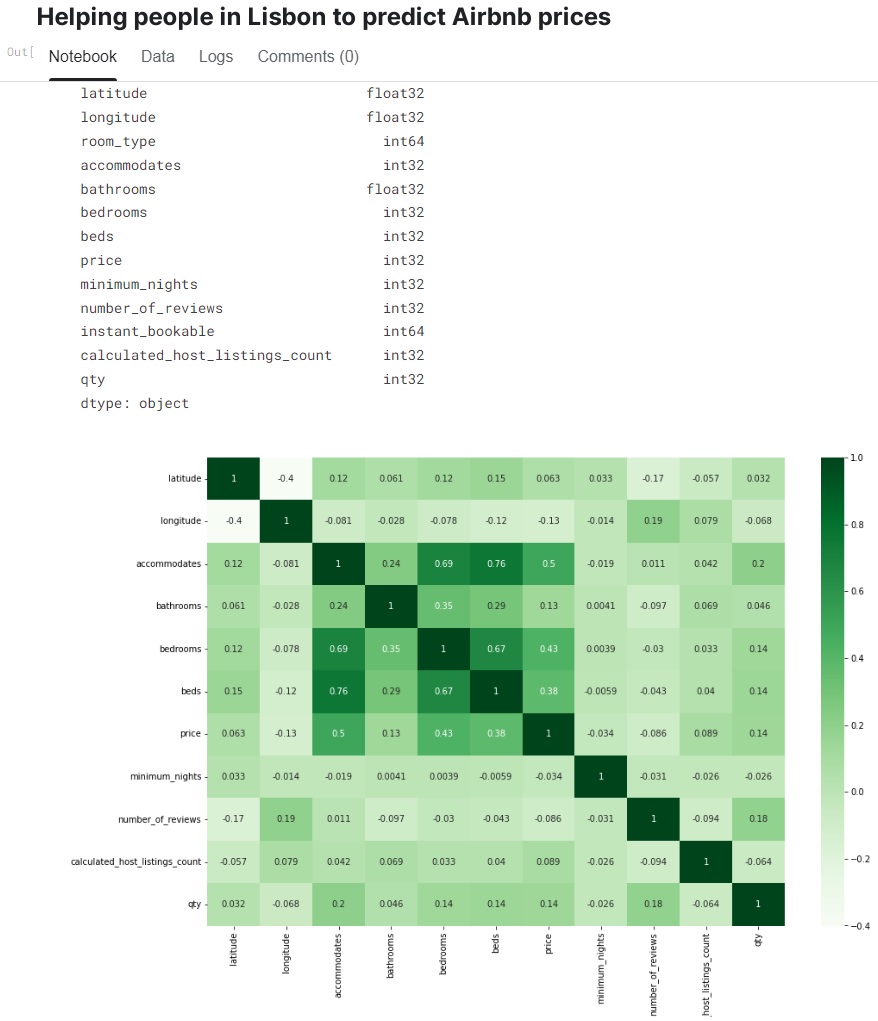 Helping people in Lisbon to predict Airbnb prices
Out[
Notebook Data Logs Comments (0)
latitude float32
longitude float32
room_type int64
accommodates int32
bathrooms float32
bedrooms int32
beds int32
price int32
minimum_nights int32
number_of_reviews int32
instant_bookable int64
calculated_host_listings_count int32
qty int32
dtype: object
latitude 1 -0.4 0.12 0.061 0.12 0.15 0.063 0.033 -0.17 -0.057 0.032
longitude -0.4 1 -0.081 -0.028 -0.078 -0.12 -0.13 -0.014 0.19 0.079 -0.068
accommodates 0.12 -0.081 1 0.24 0.69 0.76 0.5 -0.019 0.011 0.042 0.2
bathrooms 0.061 -0.028 0.24 1 0.35 0.29 0.13 0.0041 -0.097 0.069 0.046
bedrooms 0.12 -0.078 0.69 0.35 1 0.67 0.43 0.0039 -0.03 0.033 0.14
beds 0.15 -0.12 0.76 0.29 0.67 1 0.38 -0.0059 -0.043 0.04 0.14
price 0.063 -0.13 0.5 0.13 0.43 0.38 1 -0.034 -0.086 0.089 0.14
minimum_nights 0.033 -0.014 -0.019 0.0041 0.0039 -0.0059 -0.034 1 -0.031 -0.026 -0.026
number_of_reviews -0.17 0.19 0.011 -0.097 -0.03 -0.043 -0.086 -0.031 1 -0.094 0.18
calculated_host_listings_count -0.057 0.079 0.042 0.069 0.033 0.04 0.089 -0.026 -0.094 1 -0.064
qty 0.032 -0.068 0.2 0.046 0.14 0.14 0.14 -0.026 0.18 -0.064 1
latitude longitude accommodates bathrooms bedrooms beds price minimum_nights number_of_reviews _host_listings_count qty
1.0
0.8
0.6
0.4
0.2
0.0
−0.2
−0.4